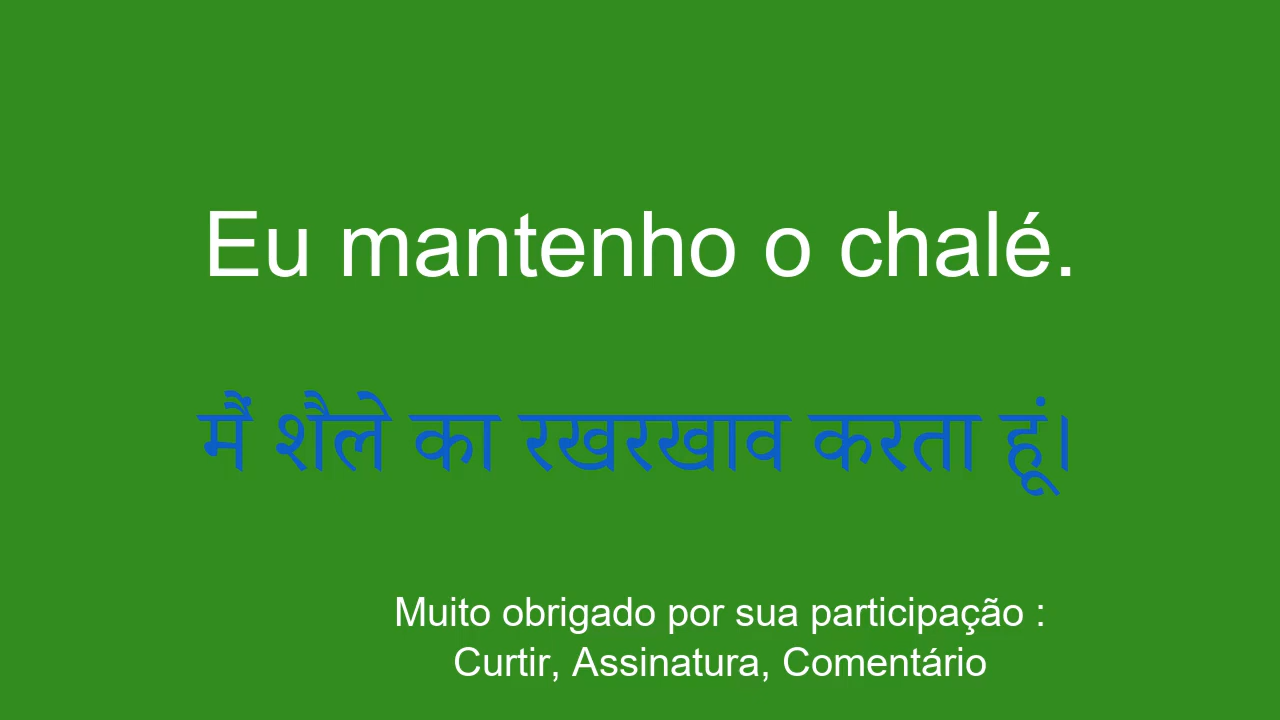 Eu mantenho o chalé.
मैं शैले का रखरखाव करता हूं।
Muito obrigado por sua participação :
Curtir, Assinatura, Comentário